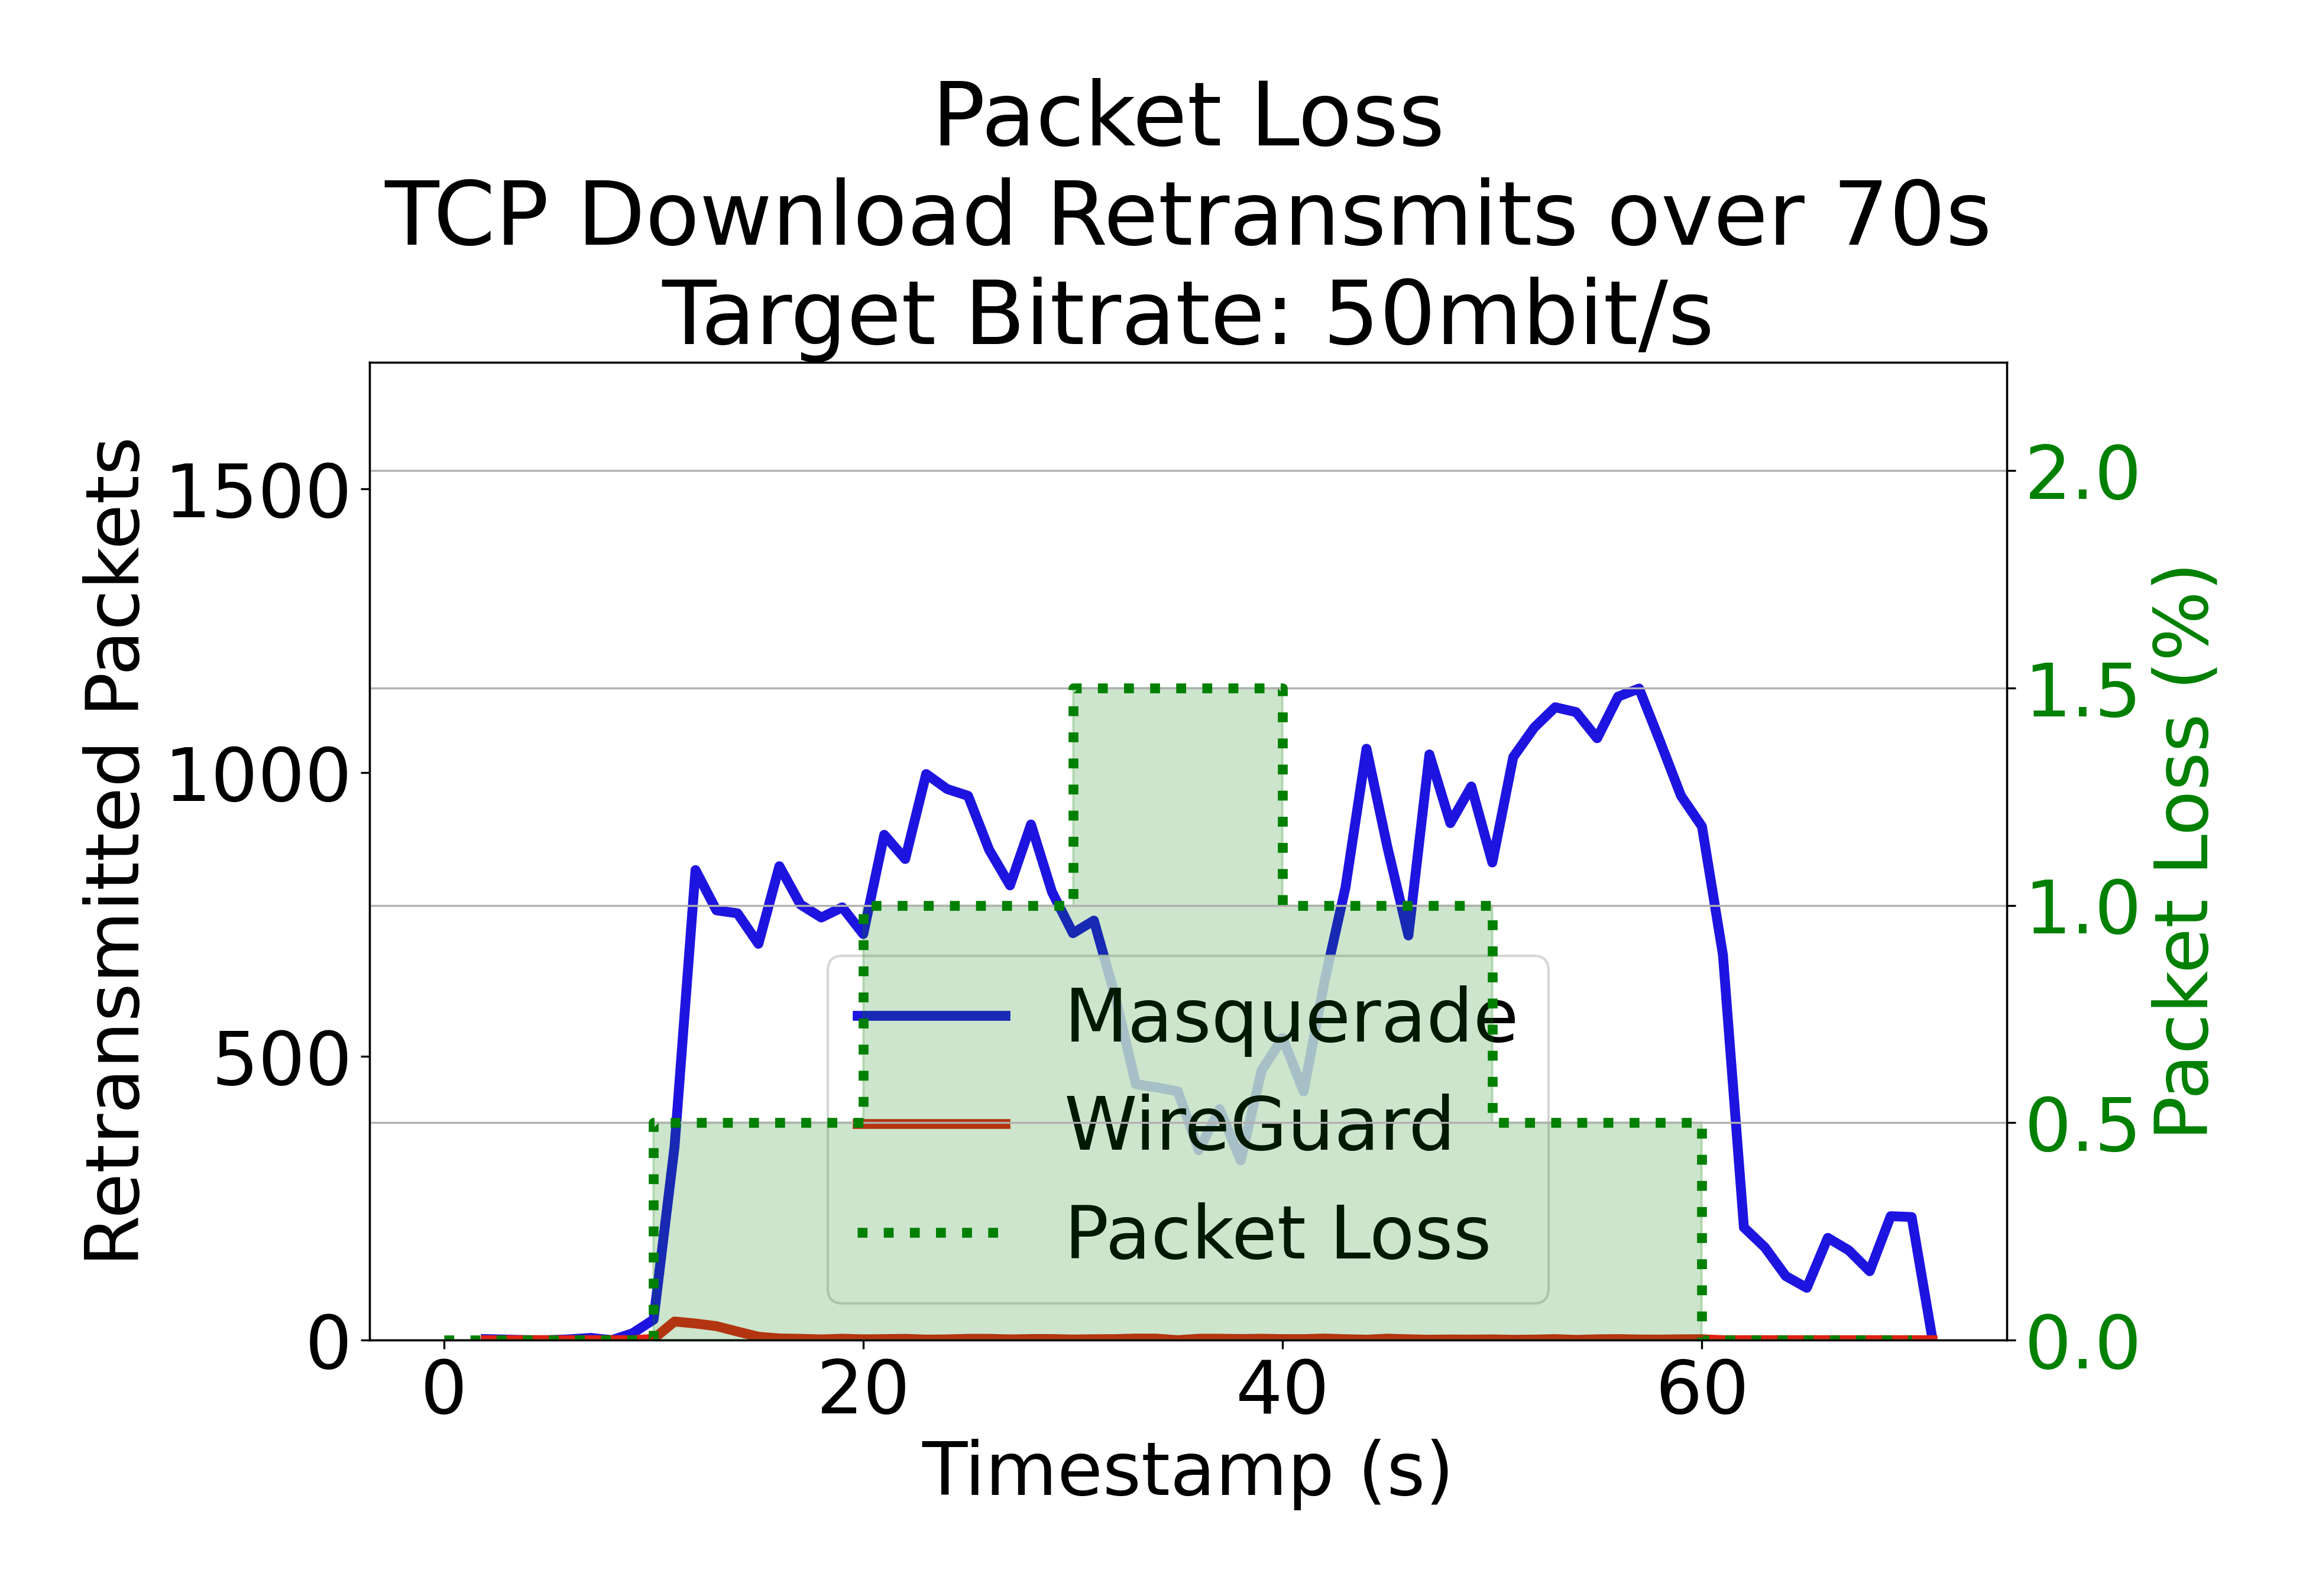 Packet Loss
TCP Download Retransmits over 70s
Target Bitrate: 50mbit/s
Retransmitted Packets
1500
1000
500
0
2.0
1.5
1.0
0.5
0.0
Packet Loss (%)
Masquerade
WireGuard
Packet Loss
0 20 40 60
Timestamp (s)